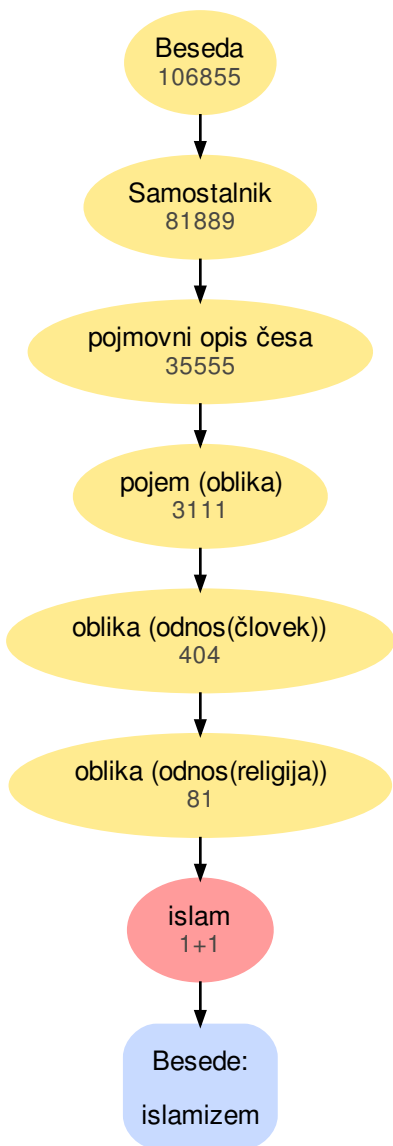 Beseda
106855
Samostalnik
81889
pojmovni opis česa
35555
pojem (oblika)
3111
oblika (odnos(človek))
404
oblika (odnos(religija))
81
islam
1+1
Besede:
islamizem